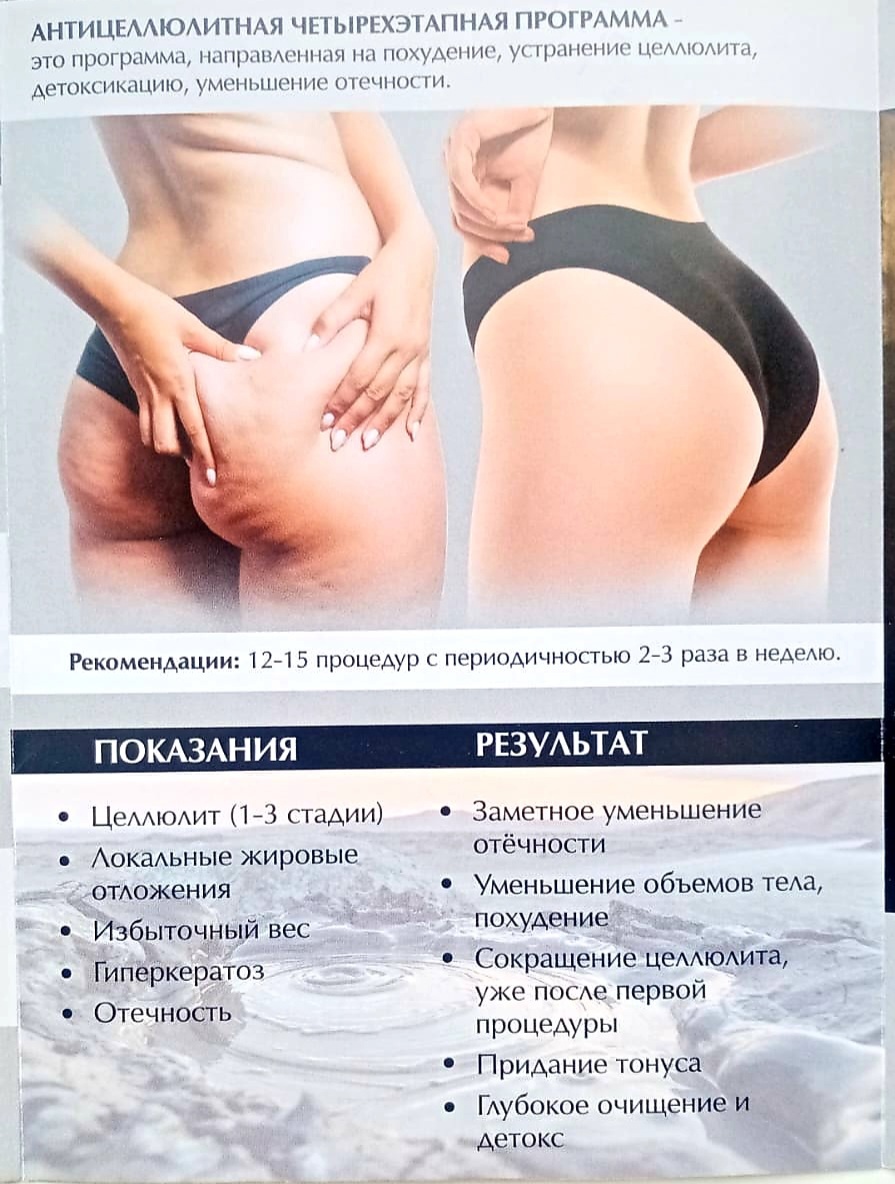 АНТИЦЕЛЛЮЛИТНАЯ ЧЕТЫРЕХЭТАПНАЯ ПРОГРАММА –
это программа, направленная на похудение, устранение целлюлита,
детоксикацию, уменьшение отечности.
Рекомендации: 12-15 процедур с периодичностью 2-3 раза в неделю.
ПОКАЗАНИЯ
• Целлюлит (1-3 стадии)
• Локальные жировые
отложения
• Избыточный вес
• Гиперкератоз
• Отечность
РЕЗУЛЬТАТ
• Заметное уменьшение
отёчности
• Уменьшение объемов тела,
похудение
• Сокращение целлюлита,
уже после первой
процедуры
• Придание тонуса
• Глубокое очищение и
детокс